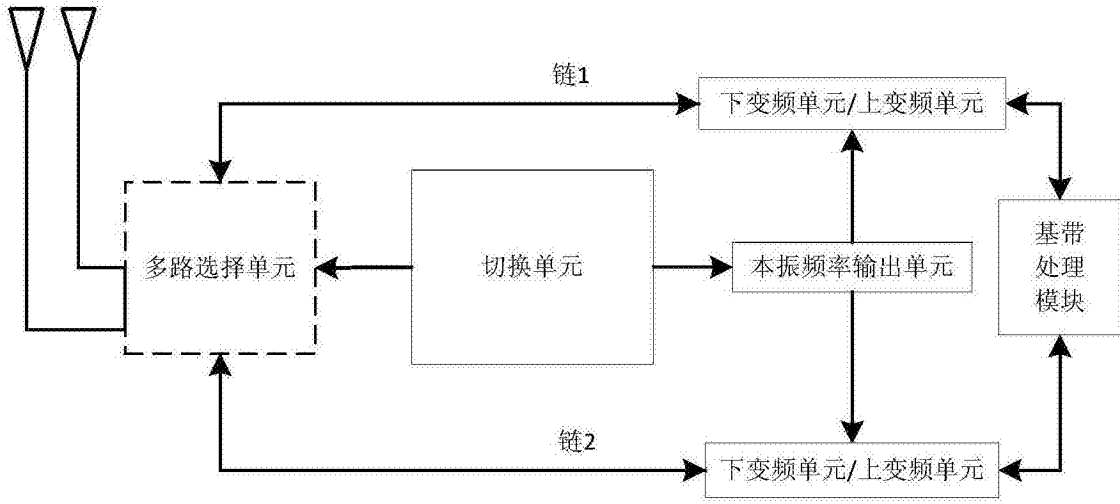 链1
下变频单元/上变频单元
多路选择单元
切换单元
本振频率输出单元
基带
处理
模块
链2
下变频单元/上变频单元